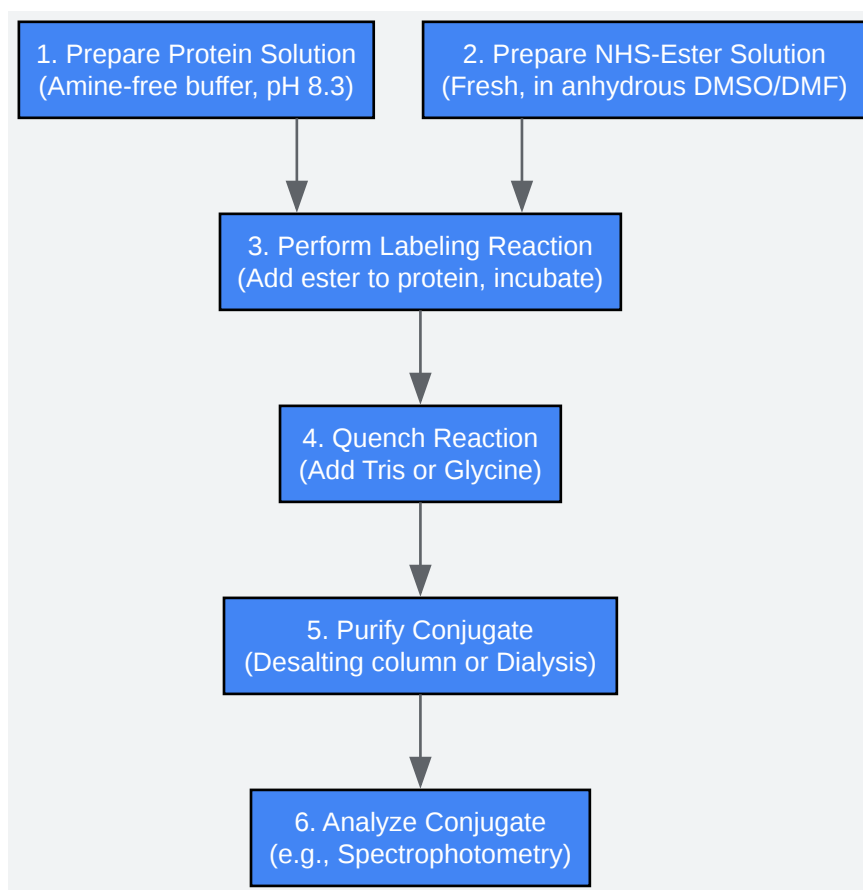 1. Prepare Protein Solution
(Amine-free buffer, pH 8.3)
2. Prepare NHS-Ester Solution
(Fresh, in anhydrous DMSO/DMF)
3. Perform Labeling Reaction
(Add ester to protein, incubate)
4. Quench Reaction
(Add Tris or Glycine)
5. Purify Conjugate
(Desalting column or Dialysis)
6. Analyze Conjugate
(e.g., Spectrophotometry)